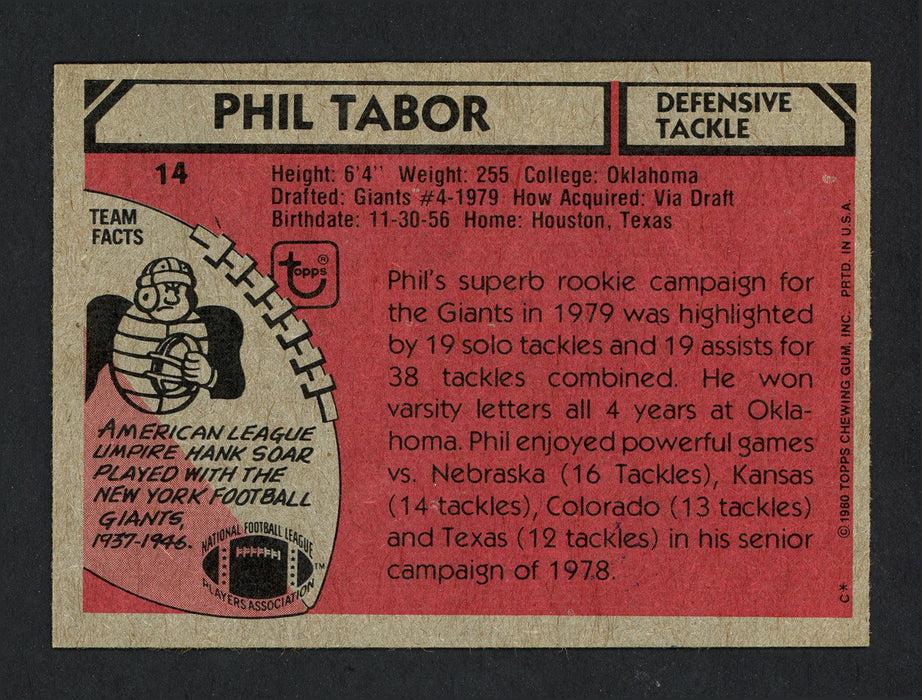 PHIL TABOR
DEFENSIVE
TACKLE
14
Height: 6'4" Weight: 255 College: Oklahoma
Drafted: Giants #4-1979 How Acquired: Via Draft
Birthdate: 11-30-56 Home: Houston, Texas
TEAM
FACTS
topps®
Phil's superb rookie campaign for
the Giants in 1979 was highlighted
by 19 solo tackles and 19 assists for
38 tackles combined. He won
varsity letters all 4 years at Okla-
homa. Phil enjoyed powerful games
vs. Nebraska (16 Tackles), Kansas
(14 tackles), Colorado (13 tackles)
and Texas (12 tackles) in his senior
campaign of 1978.
AMERICAN LEAGUE
UMPIRE HANK SOAR
PLAYED WITH THE
NEW YORK FOOTBALL
GIANTS,
1937-1946.
NATIONAL FOOTBALL LEAGUE
PLAYERS ASSOCIATION
TM
© 1980 TOPPS CHEWING GUM, INC. PRTD. IN U.S.A.
C*